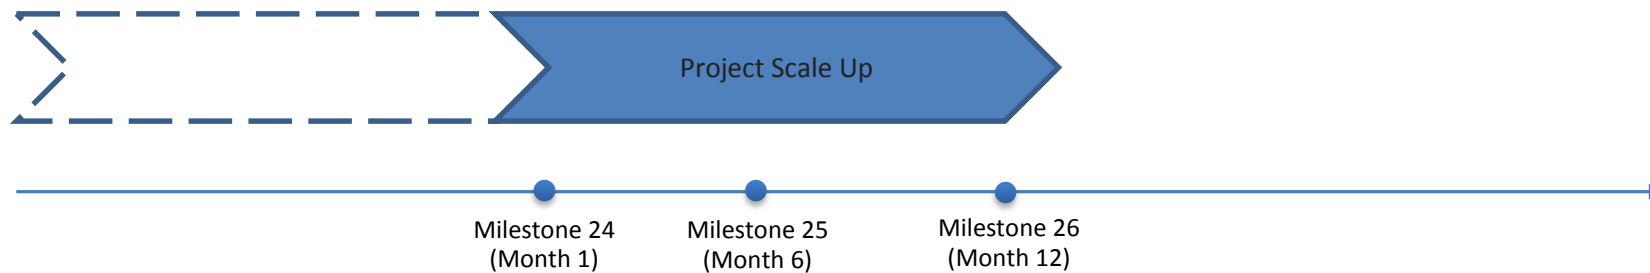 Project Scale Up
Milestone 24
(Month 1)
Milestone 25
(Month 6)
Milestone 26
(Month 12)